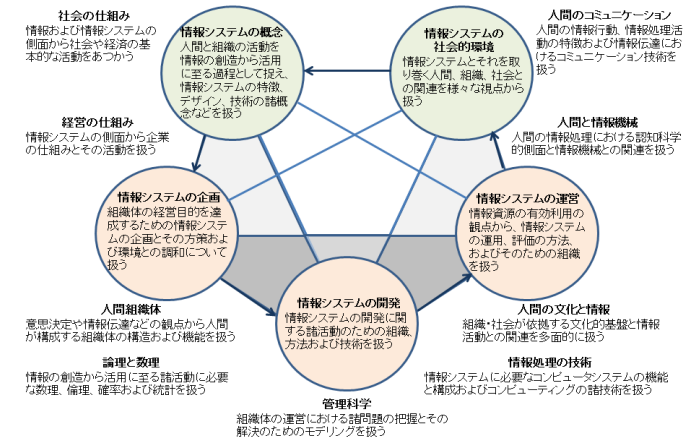 社会の仕組み
情報および情報システムの
側面から社会や経済の基
本的な活動をあつかう
情報システムの概念
人間と組織の活動を
情報の創造から活用
に至る過程として捉え、
情報システムの特徴、
デザイン、技術の諸概
念などを扱う
情報システムの
社会的環境
情報システムとそれを取
り巻く人間、組織、社会と
の関連を様々な視点から
扱う
人間のコミュニケーション
人間の情報行動、情報処理活
動の特徴および情報伝達にお
けるコミュニケーション技術を
扱う
経営の仕組み
情報システムの側面から企業
の仕組みとその活動を扱う
人間と情報機械
人間の情報処理における認知科学
的側面と情報機械との関連を扱う
情報システムの企画
組織体の経営目的を達
成するための情報システ
ムの企画とその方策およ
び環境との調和について
扱う
情報システムの運営
情報資源の有効利用の
観点から、情報システム
の運用、評価の方法、
およびそのための組織
を扱う
情報システムの開発
情報システムの開発に関
する諸活動のための組織、
方法および技術を扱う
人間組織体
意思決定や情報伝達などの観点から人間
が構成する組織体の構造および機能を扱う
人間の文化と情報
組織・社会が依拠する文化的基盤と情報
活動との関連を多面的に扱う
論理と数理
情報の創造から活用に至る諸活動に必要
な数理、倫理、確率および統計を扱う
情報処理の技術
情報システムに必要なコンピュータシステムの機能
と構成およびコンピューティングの諸技術を扱う
管理科学
組織体の運営における諸問題の把握とその
解決のためのモデリングを扱う